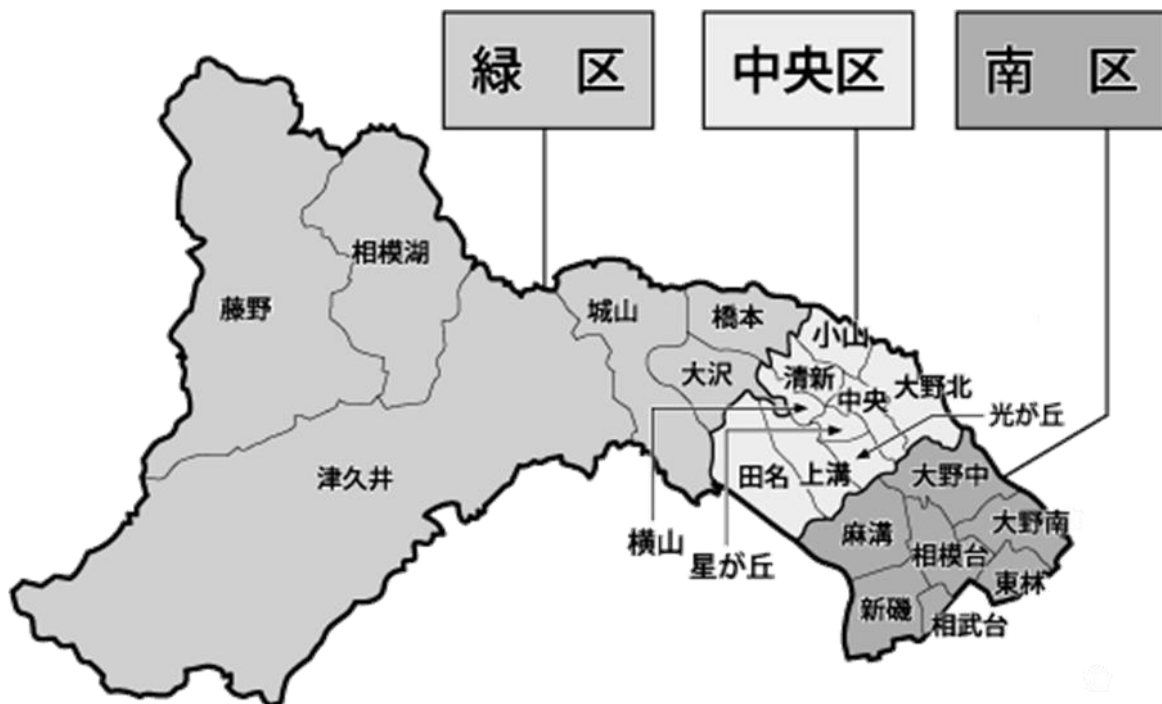 緑 区
中央区
南 区
相模湖
藤野
城山
橋本
小山
大沢
清新
中央
大野北
光が丘
津久井
田名
上溝
大野中
横山
星が丘
麻溝
相模台
大野南
東林
新磯
相武台